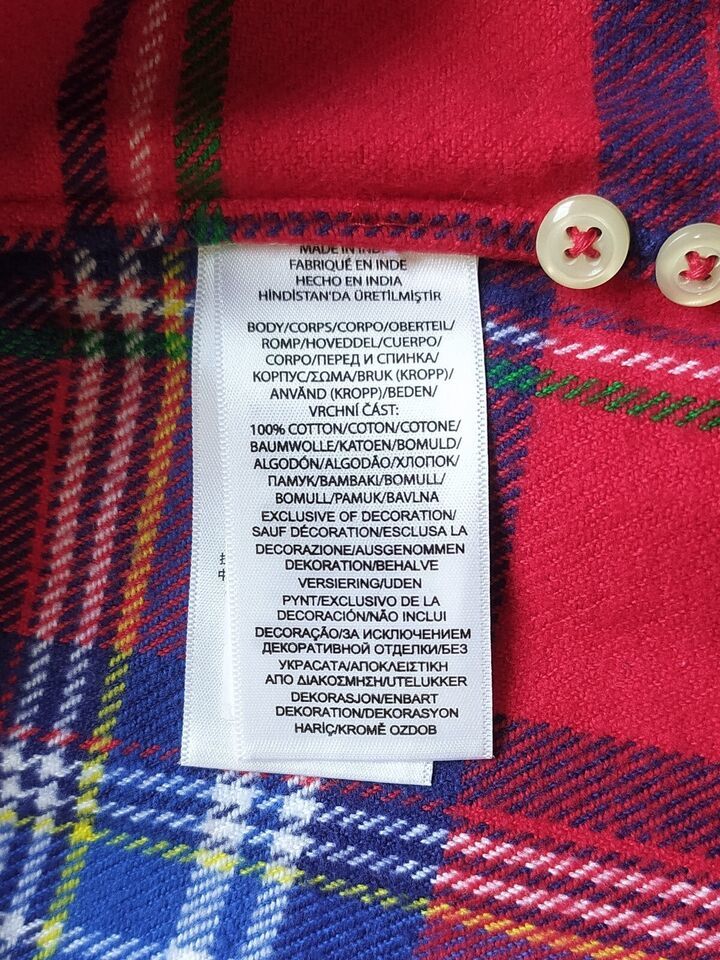 MADE IN IND
FABRIQUÉ EN INDE
HECHO EN INDIA
HİNDİSTAN'DA ÜRETİLMİŞTİR
BODY/CORPS/CORPO/OBERTEIL/
ROMP/HOVEDDEL/CUERPO/
CORPO/ПЕРЕД И СПИНКА/
КОРПУС/ΣΩΜΑ/BRUK (KROPP)/
ANVÄND (KROPP)/BEDEN/
VRCHNÍ ČÁST:
100% COTTON/COTON/COTONE/
BAUMWOLLE/KATOEN/BOMULD/
ALGODÓN/ALGODÃO/ХЛОПОК/
ПАМУК/ΒΑΜΒΑΚΙ/BOMULL/
BOMULL/PAMUK/BAVLNA
EXCLUSIVE OF DECORATION/
SAUF DÉCORATION/ESCLUSA LA
DECORAZIONE/AUSGENOMMEN
DEKORATION/BEHALVE
VERSIERING/UDEN
PYNT/EXCLUSIVO DE LA
DECORACIÓN/NÃO INCLUI
DECORAÇÃO/ЗА ИСКЛЮЧЕНИЕМ
ДЕКОРАТИВНОЙ ОТДЕЛКИ/БЕЗ
УКРАСАТА/ΑΠΟΚΛΕΙΣΤΙΚΗ
ΑΠΟ ΔΙΑΚΟΣΜΗΣΗ/UTELUKKER
DEKORASJON/ENBART
DEKORATION/DEKORASYON
HARİÇ/KROMĚ OZDOB